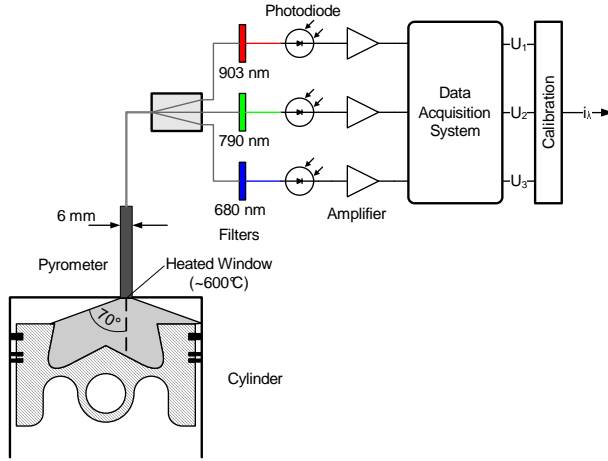 Photodiode
903 nm
790 nm
680 nm
Filters
Amplifier
Data
Acquisition
System
U1
U2
U3
Calibration
iλ
6 mm
Pyrometer
Heated Window
(~600°C)
70°
Cylinder